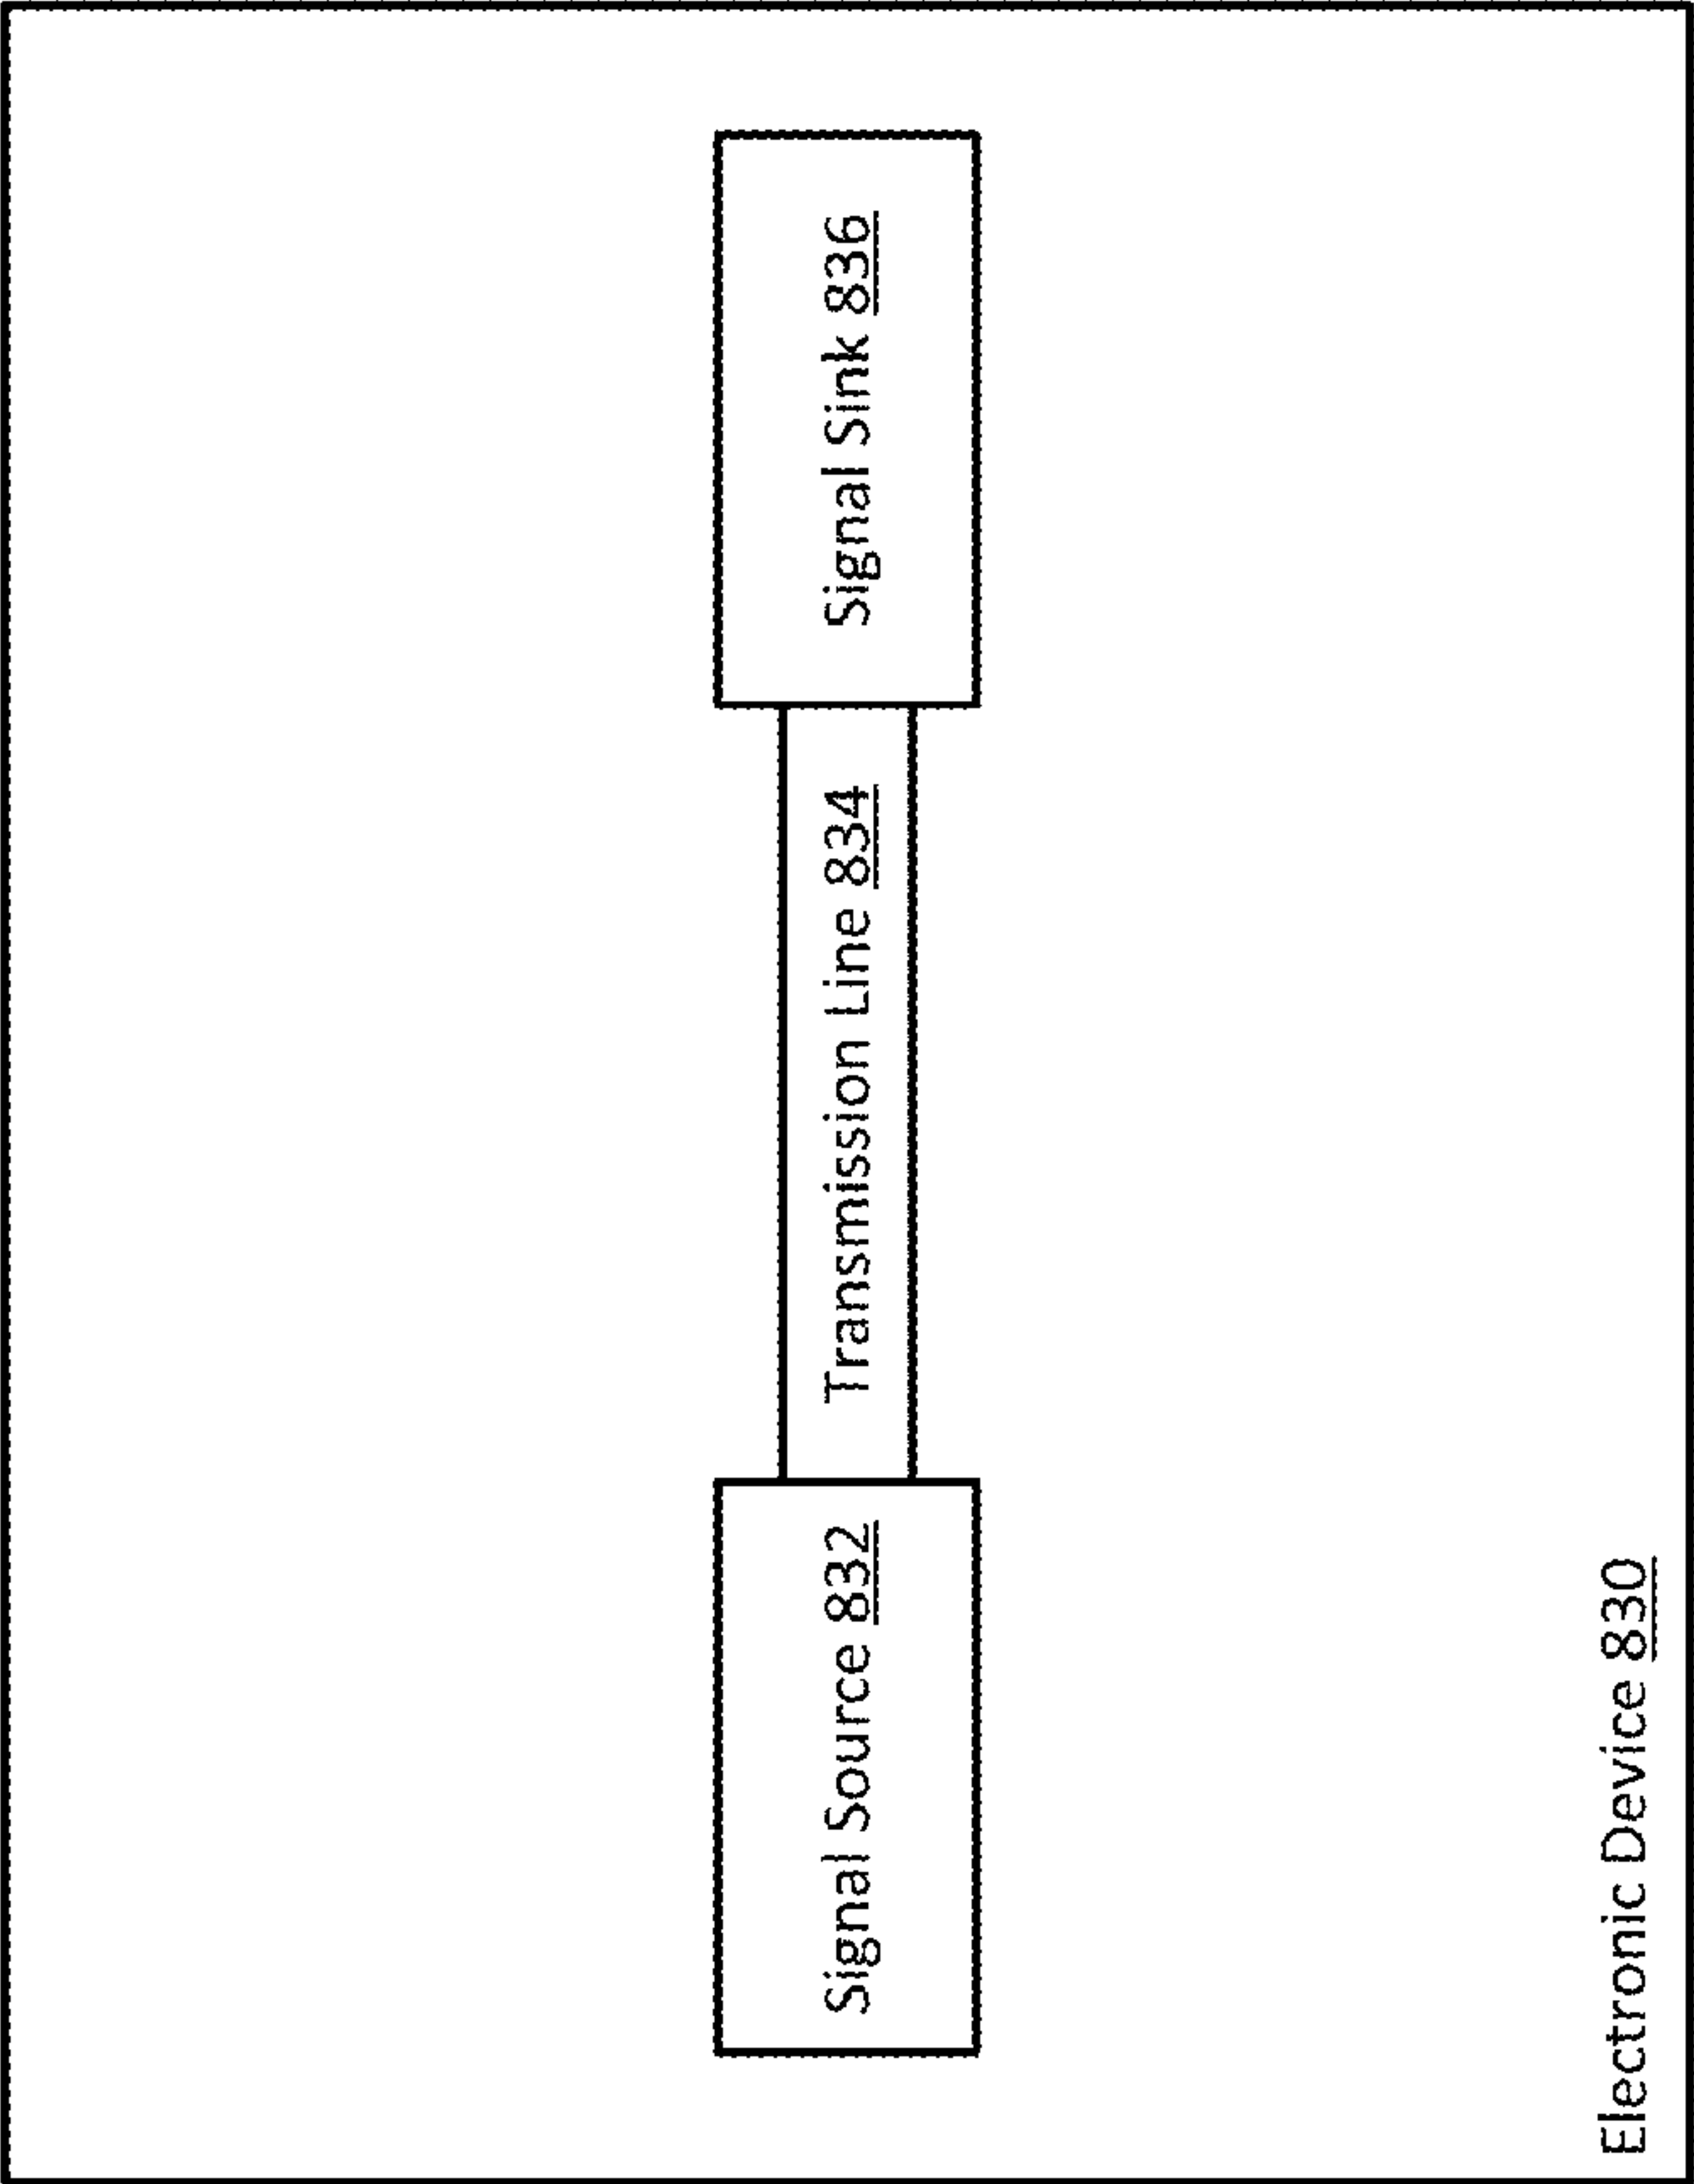 Signal Source 832
Transmission Line 834
Signal Sink 836
Electronic Device 830